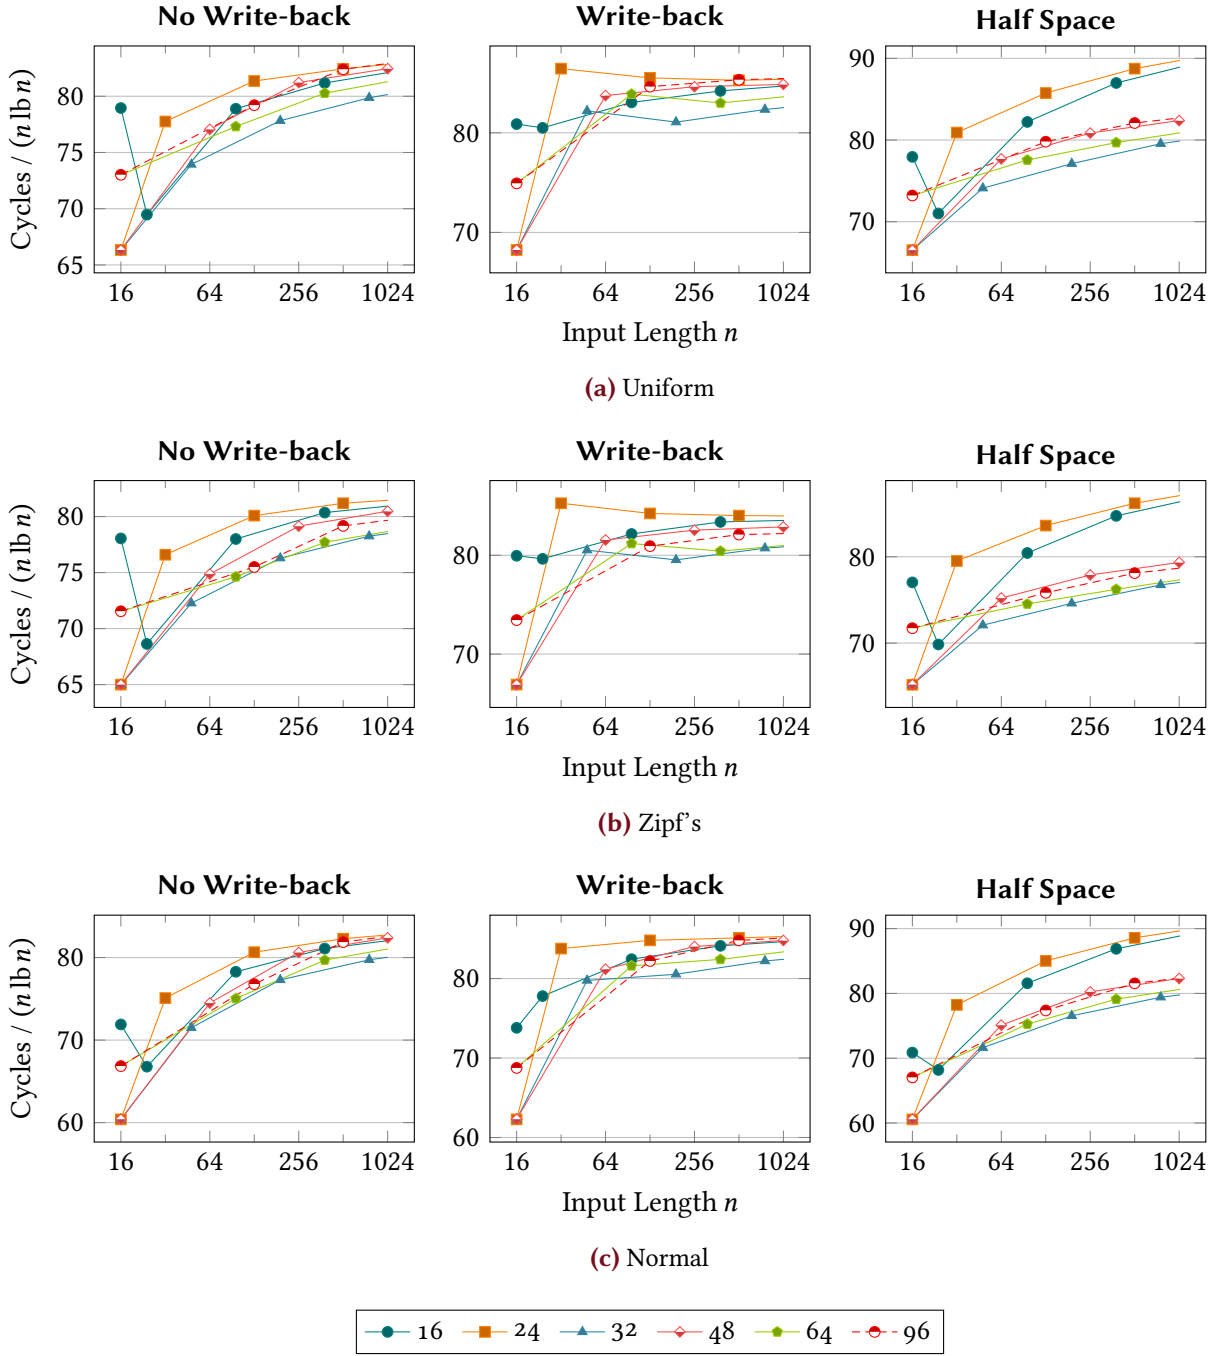 No Write-back Write-back Half Space
Cycles / (n lb n)
80
75
70
65
16 64 256 1024
80
70
16 64 256 1024
90
80
70
16 64 256 1024
Input Length n
(a) Uniform
No Write-back Write-back Half Space
Cycles / (n lb n)
80
75
70
65
16 64 256 1024
80
70
16 64 256 1024
80
70
16 64 256 1024
Input Length n
(b) Zipf's
No Write-back Write-back Half Space
Cycles / (n lb n)
80
70
60
16 64 256 1024
80
70
60
16 64 256 1024
90
80
70
60
16 64 256 1024
Input Length n
(c) Normal
16 24 32 48 64 96